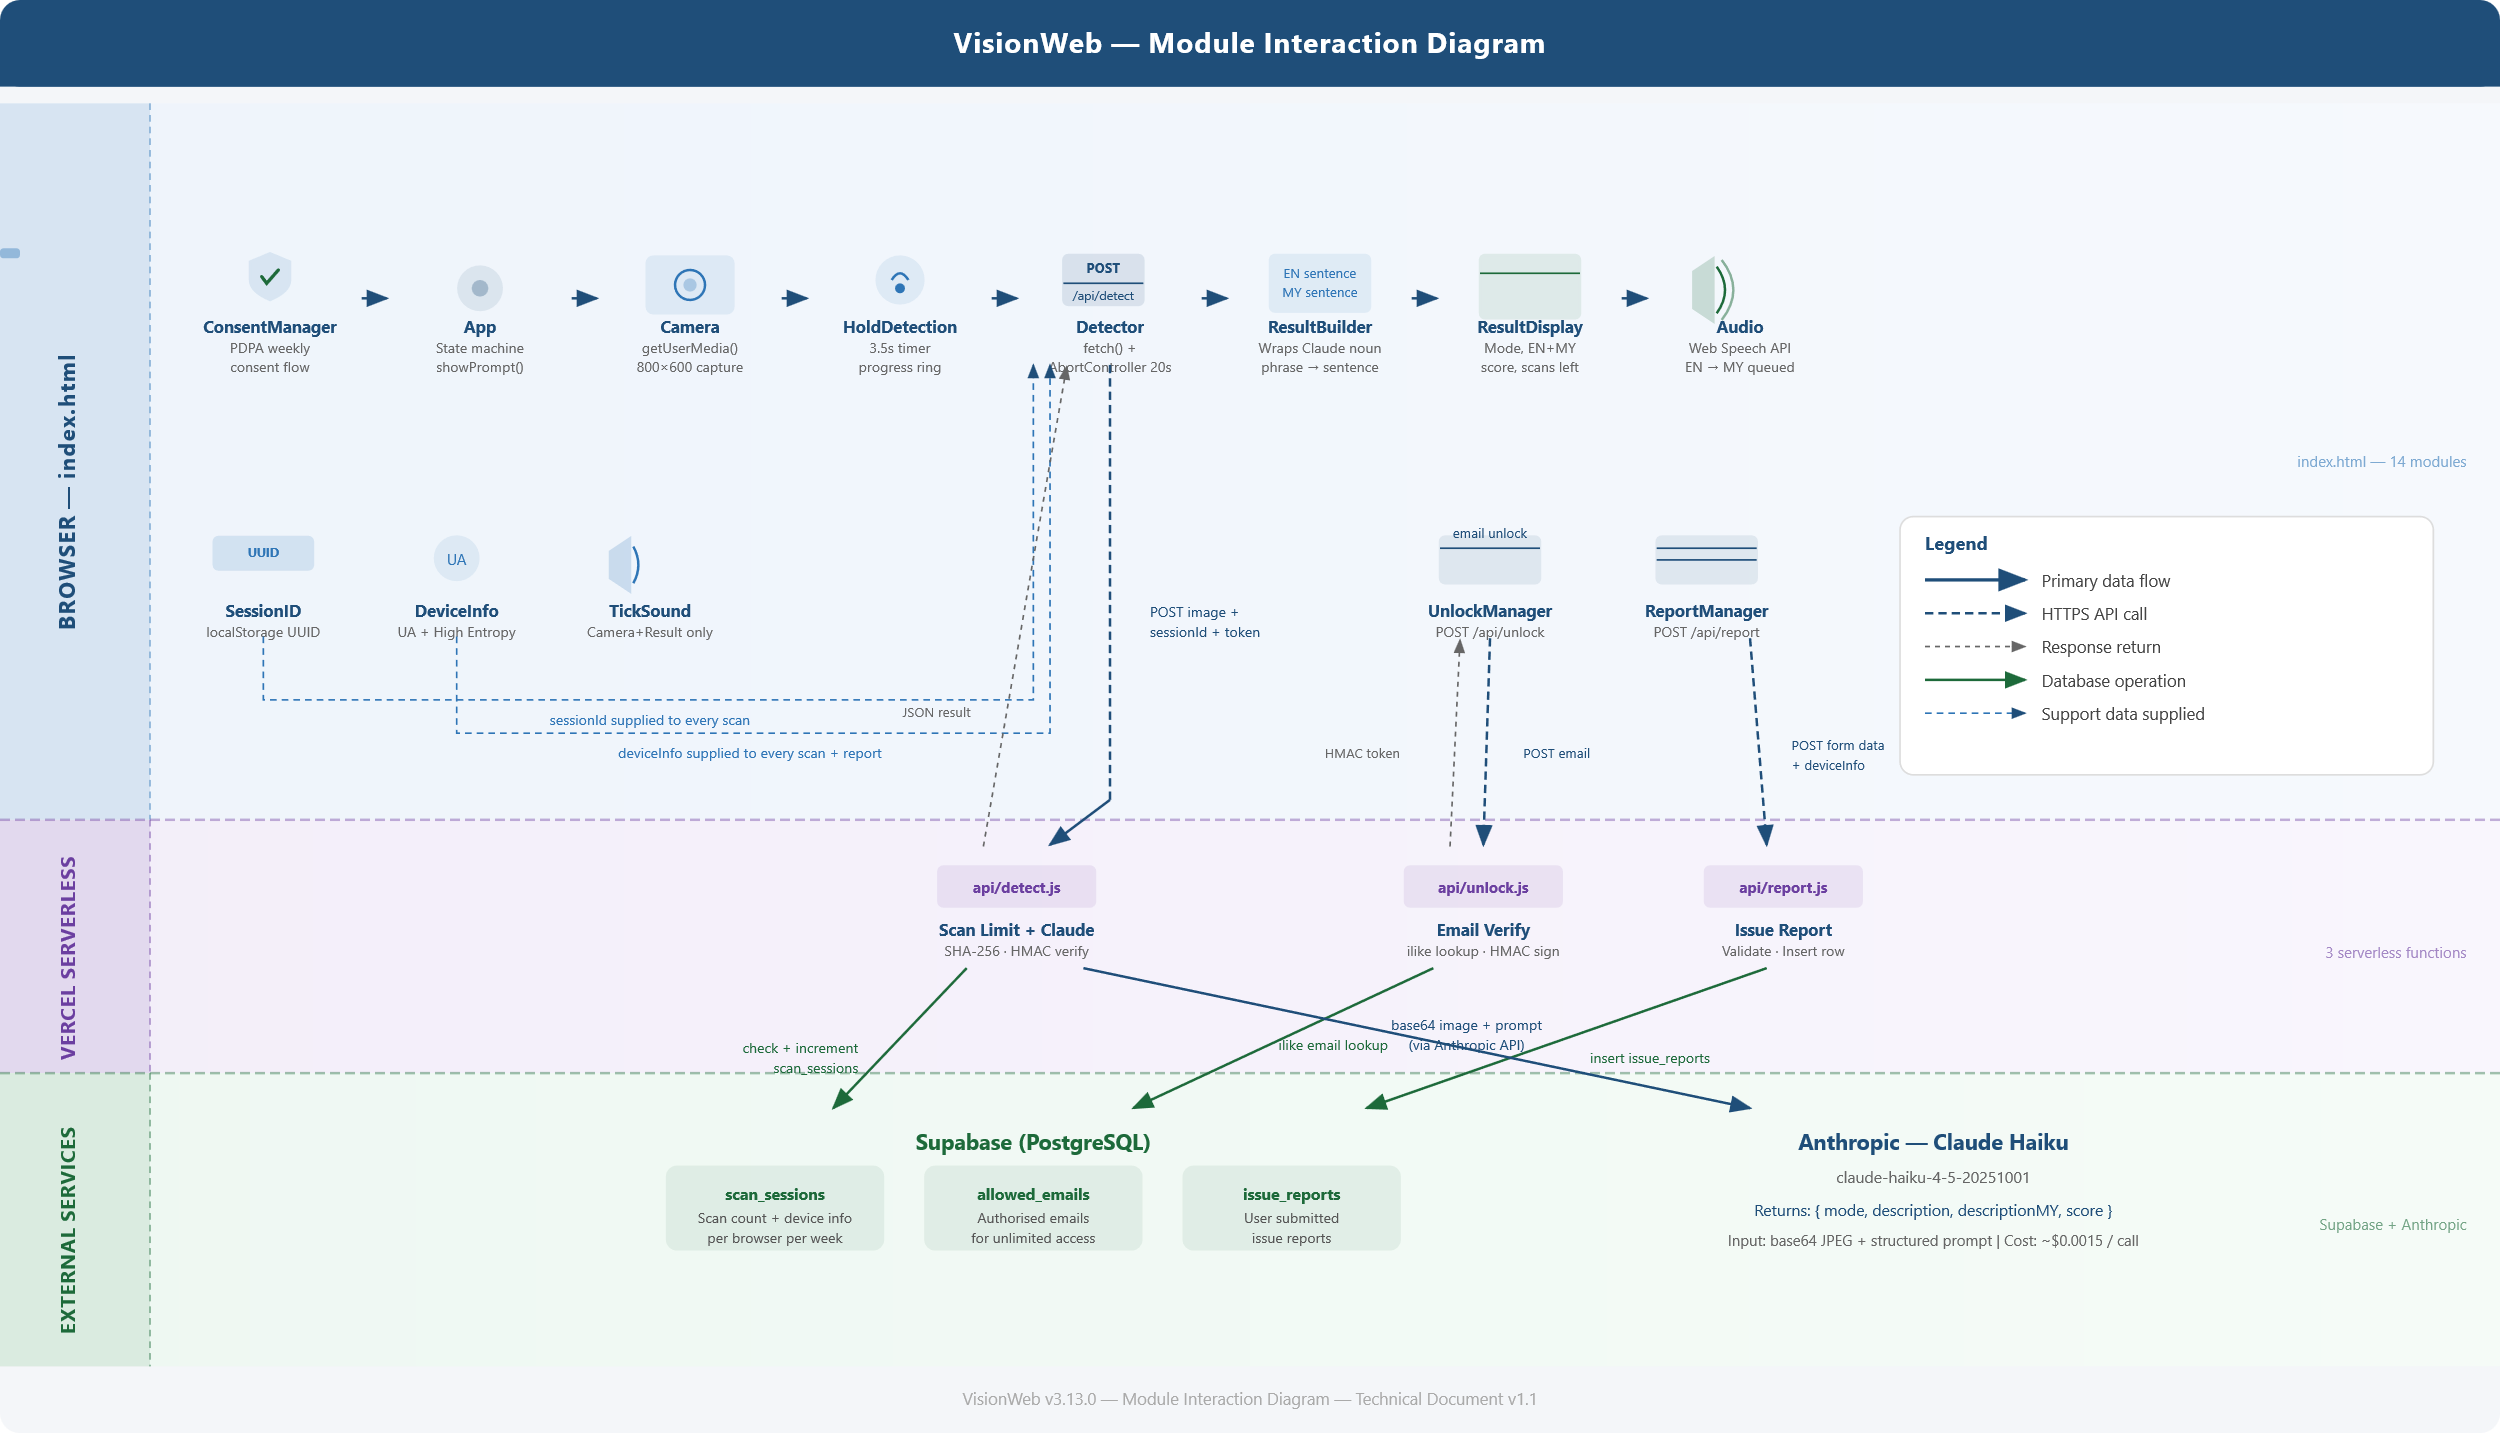 VisionWeb — Module Interaction Diagram
BROWSER — index.html
POST
/api/detect
EN sentence
MY sentence
ConsentManager
PDPA weekly
consent flow
App
State machine
showPrompt()
Camera
getUserMedia()
800×600 capture
HoldDetection
3.5s timer
progress ring
Detector
fetch() +
AbortController 20s
ResultBuilder
Wraps Claude noun
phrase → sentence
ResultDisplay
Mode, EN+MY
score, scans left
Audio
Web Speech API
EN → MY queued
index.html — 14 modules
UUID
SessionID
localStorage UUID
UA
DeviceInfo
UA + High Entropy
TickSound
Camera+Result only
POST image +
sessionId + token
email unlock
UnlockManager
POST /api/unlock
ReportManager
POST /api/report
Legend
Primary data flow
HTTPS API call
Response return
Database operation
Support data supplied
sessionId supplied to every scan
JSON result
deviceInfo supplied to every scan + report
HMAC token
POST email
POST form data
+ deviceInfo
VERCEL SERVERLESS
api/detect.js
Scan Limit + Claude
SHA-256 · HMAC verify
api/unlock.js
Email Verify
ilike lookup · HMAC sign
api/report.js
Issue Report
Validate · Insert row
3 serverless functions
check + increment
scan_sessions
ilike email lookup
base64 image + prompt
(via Anthropic API)
insert issue_reports
EXTERNAL SERVICES
Supabase (PostgreSQL)
scan_sessions
Scan count + device info
per browser per week
allowed_emails
Authorised emails
for unlimited access
issue_reports
User submitted
issue reports
Anthropic — Claude Haiku
claude-haiku-4-5-20251001
Returns: { mode, description, descriptionMY, score }
Input: base64 JPEG + structured prompt | Cost: ~$0.0015 / call
Supabase + Anthropic
VisionWeb v3.13.0 — Module Interaction Diagram — Technical Document v1.1